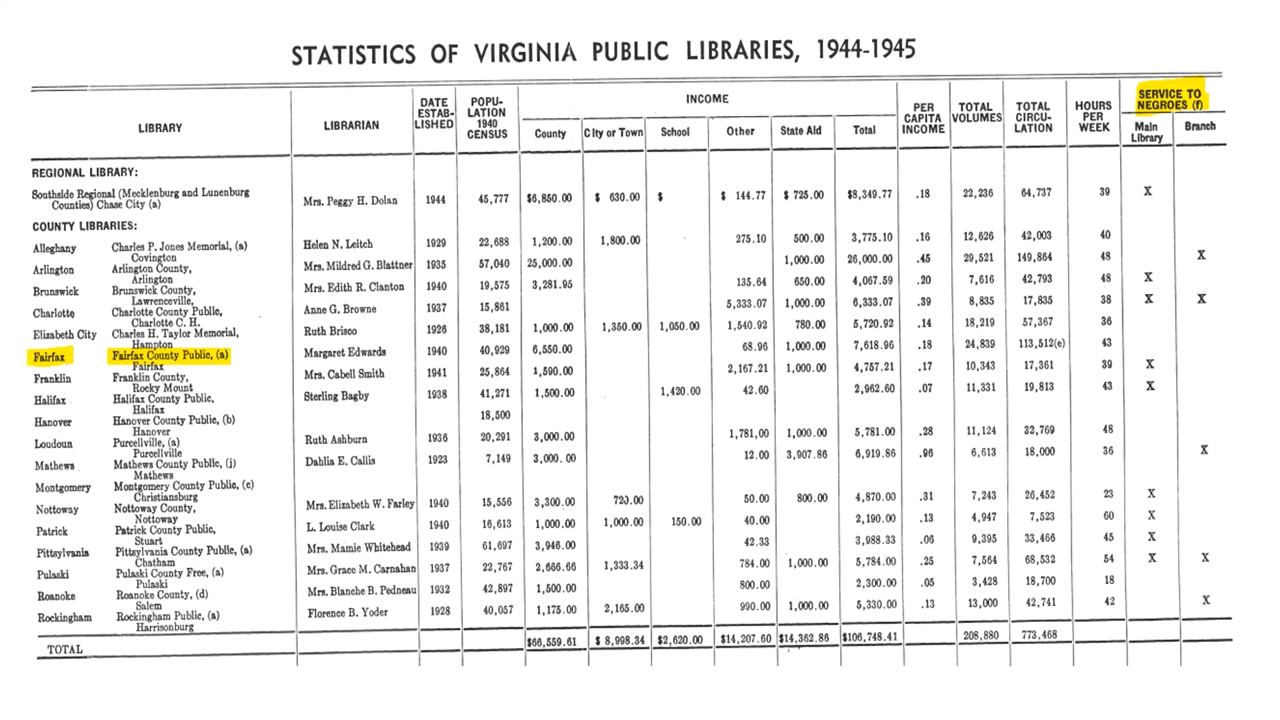 STATISTICS OF VIRGINIA PUBLIC LIBRARIES, 1944-1945
LIBRARY LIBRARIAN DATE ESTAB- LISHED POPU- LATION 1940 CENSUS INCOME PER CAPITA INCOME TOTAL VOLUMES TOTAL CIRCU- LATION HOURS PER WEEK SERVICE TO NEGROES (f)
County City or Town School Other State Aid Total Main Library Branch
REGIONAL LIBRARY:
Southside Regional (Mecklenburg and Lunenburg
Counties) Chase City (a) Mrs. Peggy H. Dolan 1944 45,777 $6,850.00 $ 630.00 $ $ 144.77 $ 725.00 $8,349.77 .18 22,236 64,737 39 X
COUNTY LIBRARIES:
Alleghany Charles P. Jones Memorial, (a) Helen N. Leitch 1929 22,688 1,200.00 1,800.00 275.10 500.00 3,775.10 .16 12,626 42,003 40
Covington
Arlington Arlington County, Mrs. Mildred G. Blattner 1935 57,040 25,000.00 1,000.00 26,000.00 .45 29,521 149,864 48 X
Arlington
Brunswick Brunswick County, Mrs. Edith R. Clanton 1940 19,575 3,281.95 135.64 650.00 4,067.59 .20 7,616 42,793 48 X
Lawrenceville,
Charlotte Charlotte County Public, Anne G. Browne 1937 15,861 5,333.07 1,000.00 6,333.07 .39 8,835 17,835 38 X X
Charlotte C. H.
Elizabeth City Charles H. Taylor Memorial, Ruth Brisco 1926 38,181 1,000.00 1,350.00 1,050.00 1,540.92 780.00 5,720.92 .14 18,219 57,367 36
Hampton
Fairfax Fairfax County Public, (a) Margaret Edwards 1940 40,929 6,550.00 68.96 1,000.00 7,618.96 .18 24,839 113,512(e) 43
Fairfax
Franklin Franklin County, Mrs. Cabell Smith 1941 25,864 1,590.00 2,167.21 1,000.00 4,757.21 .17 10,343 17,361 39 X
Rocky Mount
Halifax Halifax County Public, Sterling Bagby 1938 41,271 1,500.00 1,420.00 42.60 2,962.60 .07 11,331 19,813 43 X
Halifax
Hanover Hanover County Public, (b) 18,500
Hanover
Loudoun Purcellville, (a) Ruth Ashburn 1936 20,291 3,000.00 1,781,00 1,000.00 5,781.00 .28 11,124 32,769 48
Purcellville
Mathews Mathews County Public, (j) Dahlia E. Callis 1923 7,149 3,000. 00 12.00 3,907.86 6,919.86 .96 6,613 18,000 36 X
Mathews
Montgomery Montgomery County Public, (c)
Christiansburg
Nottoway Nottoway County, Mrs. Elizabeth W. Farley 1940 15,556 3,300.00 720.00 50.00 800.00 4,870.00 .31 7,243 26,452 23 X
Nottoway
Patrick Patrick County Public, L. Louise Clark 1940 16,613 1,000.00 1,000.00 150.00 40.00 2,190.00 .13 4,947 7,523 60 X
Stuart
Pittsylvania Pittsylvania County Public, (a) Mrs. Mamie Whitehead 1939 61,697 3,946.00 42.33 3,988.33 .06 9,395 33,466 45 X
Chatham
Pulaski Pulaski County Free, (a) Mrs. Grace M. Carnahan 1937 22,767 2,666.66 1,333.34 784.00 1,000.00 5,784.00 .25 7,564 68,532 54 X X
Pulaski
Roanoke Roanoke County, (d) Mrs. Blanche B. Pedneau 1932 42,897 1,500.00 800.00 2,300.00 .05 3,428 18,700 18
Salem
Rockingham Rockingham Public, (a) Florence B. Yoder 1928 40,057 1,175.00 2,165.00 990.00 1,000.00 5,330.00 .13 13,000 42,741 42 X
Harrisonburg
TOTAL $66,559.61 $ 8,998.34 $2,620.00 $14,207.60 $14,362.86 $106,748.41 208,880 773,468